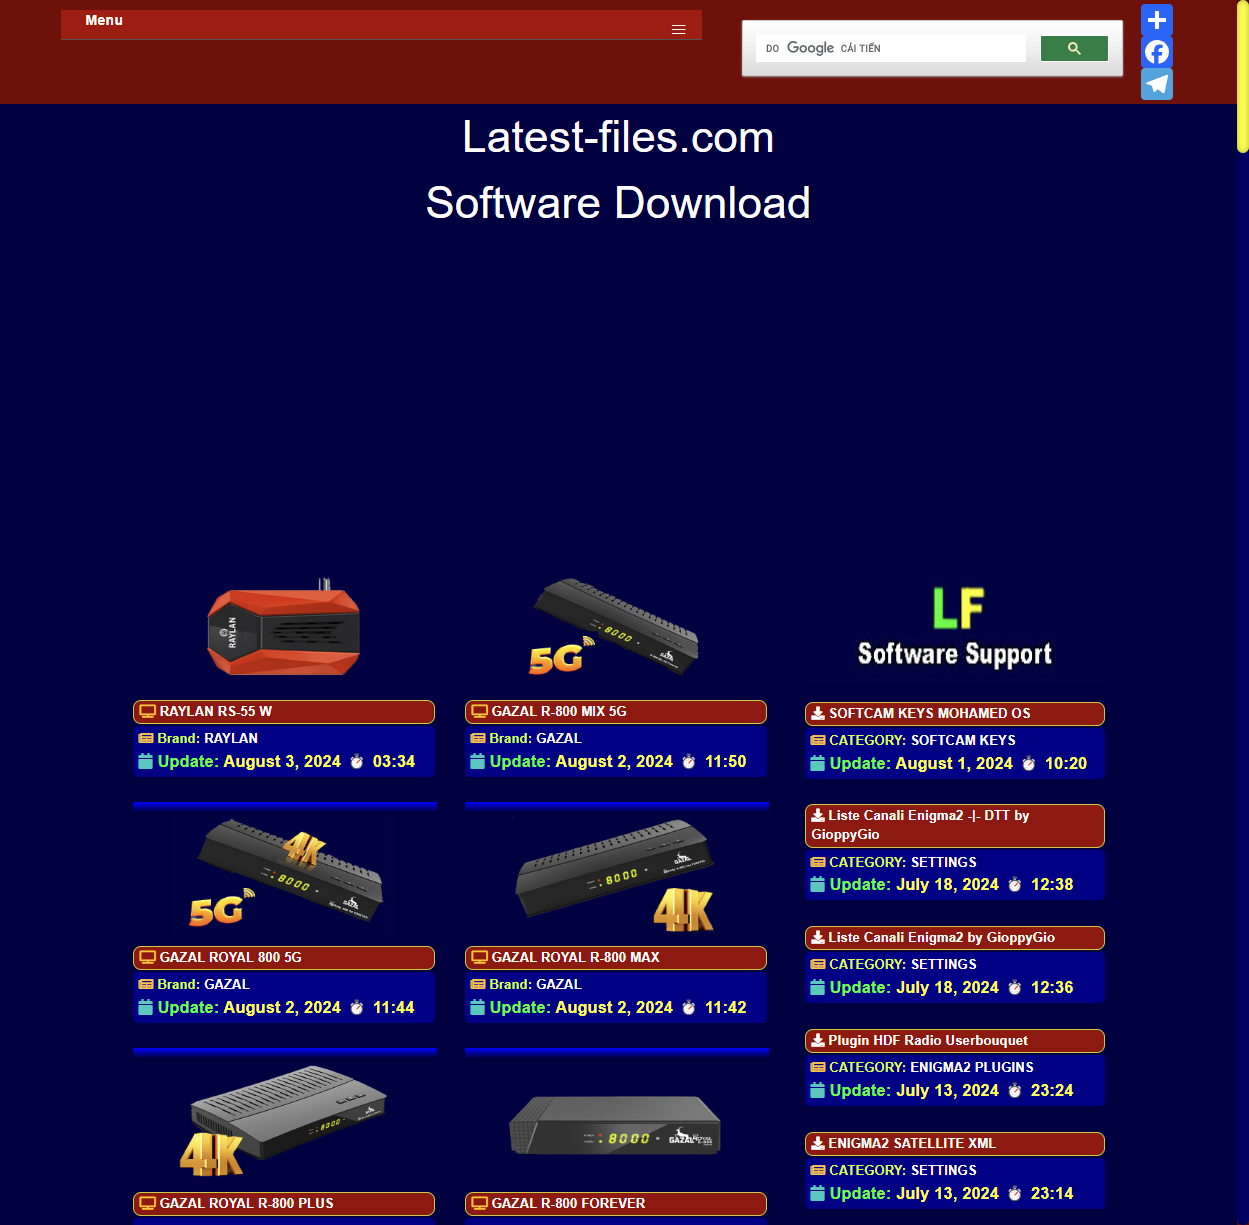 Menu
DO Google CẢI TIẾN
Latest-files.com
Software Download
RAYLAN
RAYLAN RS-55 W
Brand: RAYLAN
Update: August 3, 2024 03:34
8000
GAZAL
5G
GAZAL R-800 MIX 5G
Brand: GAZAL
Update: August 2, 2024 11:50
4K
8000
GAZAL
5G
GAZAL ROYAL 800 5G
Brand: GAZAL
Update: August 2, 2024 11:44
8000
GAZAL
4K
GAZAL ROYAL R-800 MAX
Brand: GAZAL
Update: August 2, 2024 11:42
8000
4K
GAZAL ROYAL R-800 PLUS
8000
GAZAL Royal
GAZAL R-800 FOREVER
LF
Software Support
SOFTCAM KEYS MOHAMED OS
CATEGORY: SOFTCAM KEYS
Update: August 1, 2024 10:20
Liste Canali Enigma2 -|- DTT by
GioppyGio
CATEGORY: SETTINGS
Update: July 18, 2024 12:38
Liste Canali Enigma2 by GioppyGio
CATEGORY: SETTINGS
Update: July 18, 2024 12:36
Plugin HDF Radio Userbouquet
CATEGORY: ENIGMA2 PLUGINS
Update: July 13, 2024 23:24
ENIGMA2 SATELLITE XML
CATEGORY: SETTINGS
Update: July 13, 2024 23:14